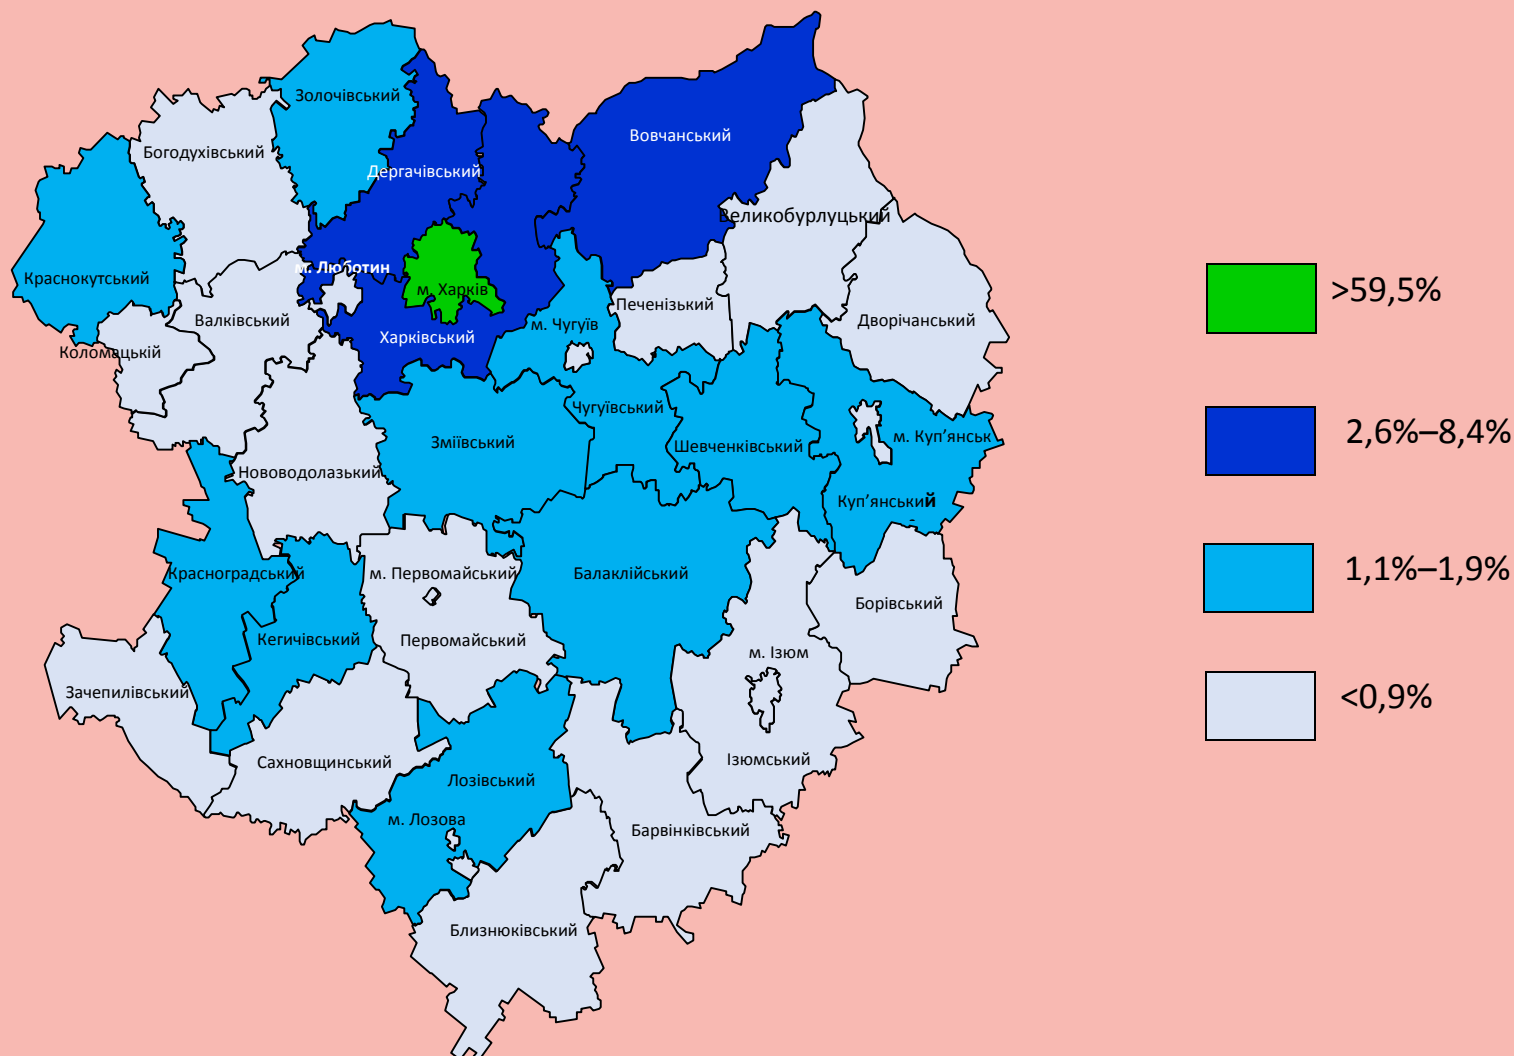 Золочівський
Вовчанський
Богодухівський
Дергачівський
Великобурлуцький
м. Люботин
Краснокутський
м. Харків
Печенізький
Валківський
м. Чугуїв
Дворічанський
Харківський
Коломацькій
Чугуївський
Зміївський
м. Куп’янськ
Шевченківський
Нововодолазький
Куп’янський
Красноградський
м. Первомайський
Балаклійський
Борівський
Кегичівський
Первомайський
м. Ізюм
Зачепилівський
Сахновщинський
Ізюмський
Лозівський
м. Лозова
Барвінківський
Близнюківський
>59,5%
2,6%–8,4%
1,1%–1,9%
<0,9%